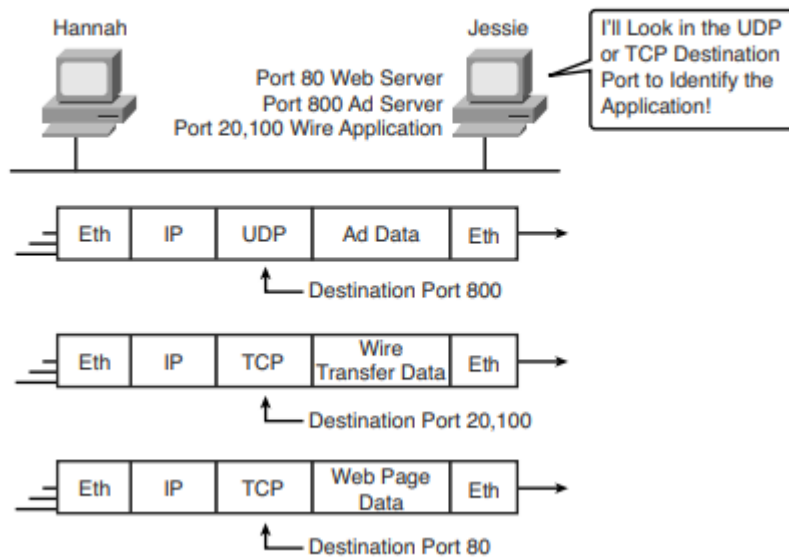 Hannah
Jessie
I'll Look in the UDP
or TCP Destination
Port to Identify the
Application!
Port 80 Web Server
Port 800 Ad Server
Port 20,100 Wire Application
Eth IP UDP Ad Data Eth
Destination Port 800
Eth IP TCP Wire Transfer Data Eth
Destination Port 20,100
Eth IP TCP Web Page Data Eth
Destination Port 80